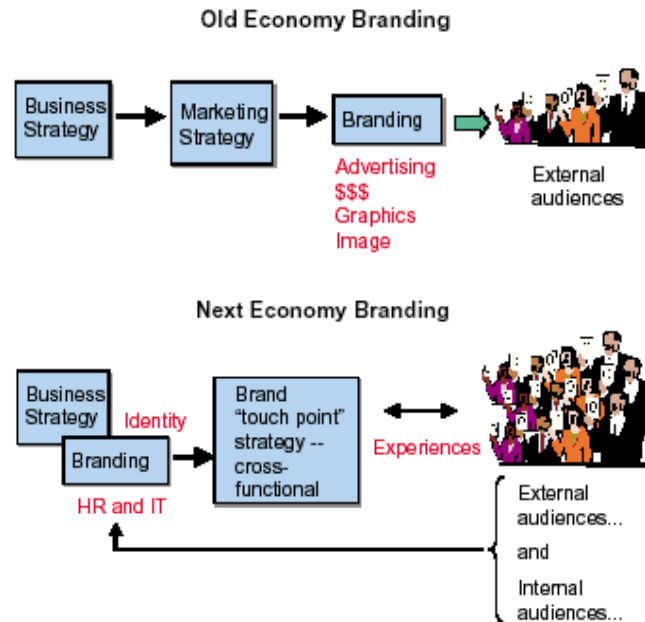 Old Economy Branding
Business
Strategy
Marketing
Strategy
Branding
Advertising
$$$
Graphics
Image
External
audiences
Next Economy Branding
Business
Strategy
Identity
Branding
HR and IT
Brand
“touch point”
strategy --
cross-
functional
Experiences
External
audiences...
and
Internal
audiences...